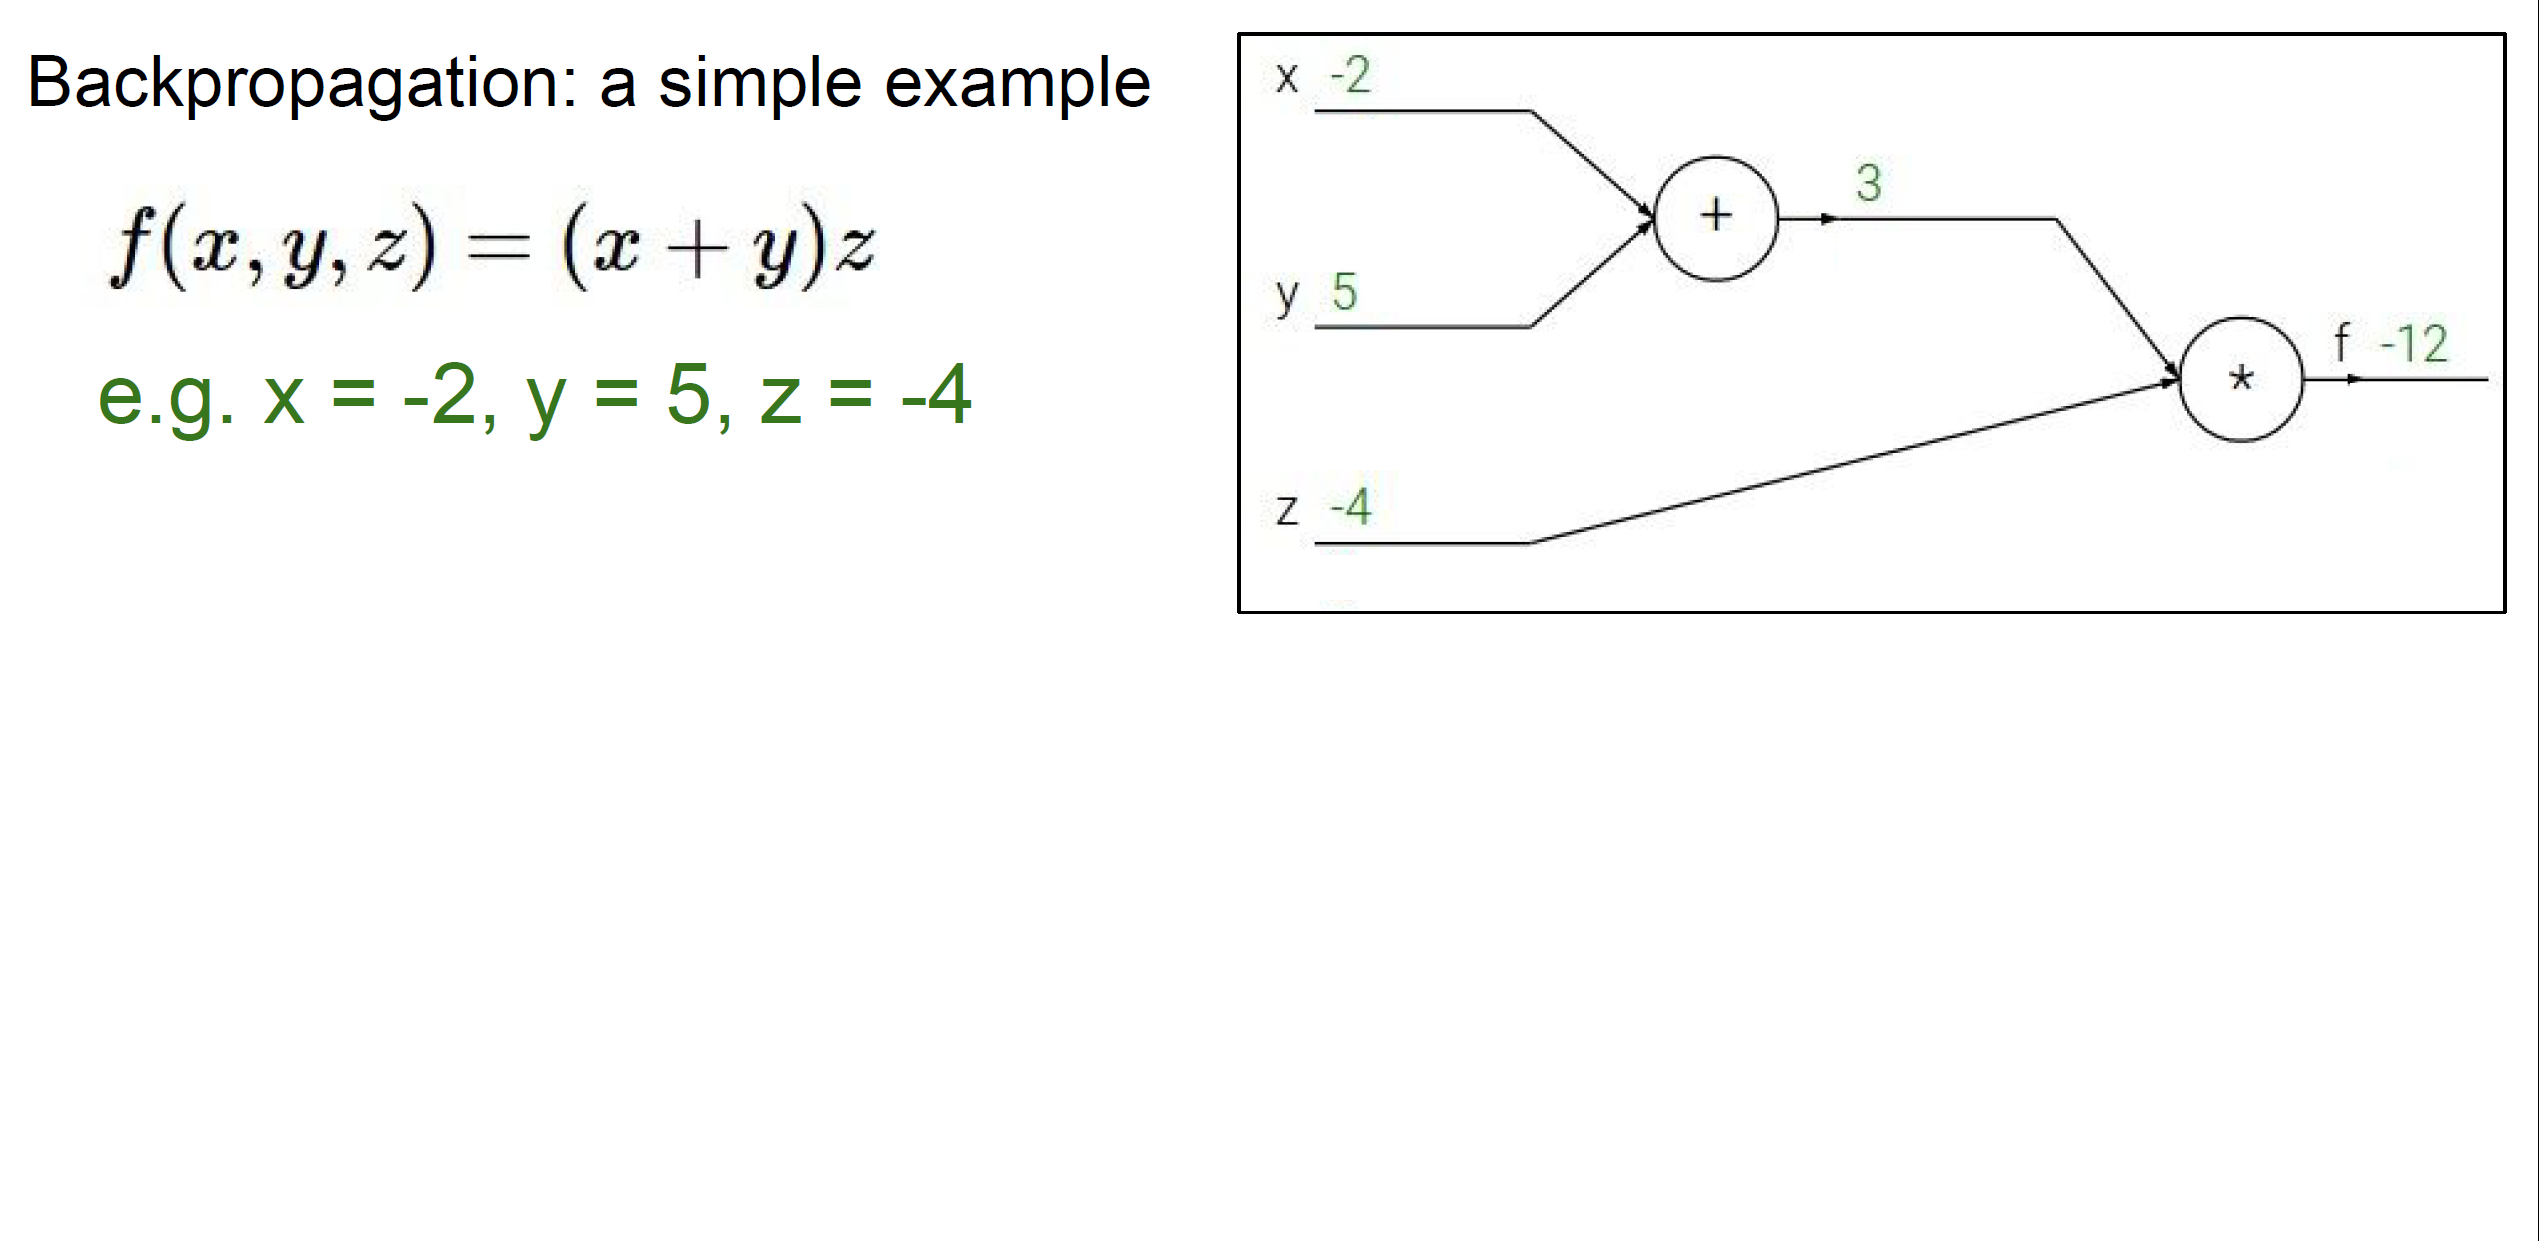 Backpropagation: a simple example
f(x, y, z) = (x + y)z
e.g. x = -2, y = 5, z = -4
x -2
+
3
y 5
f -12
*
z -4